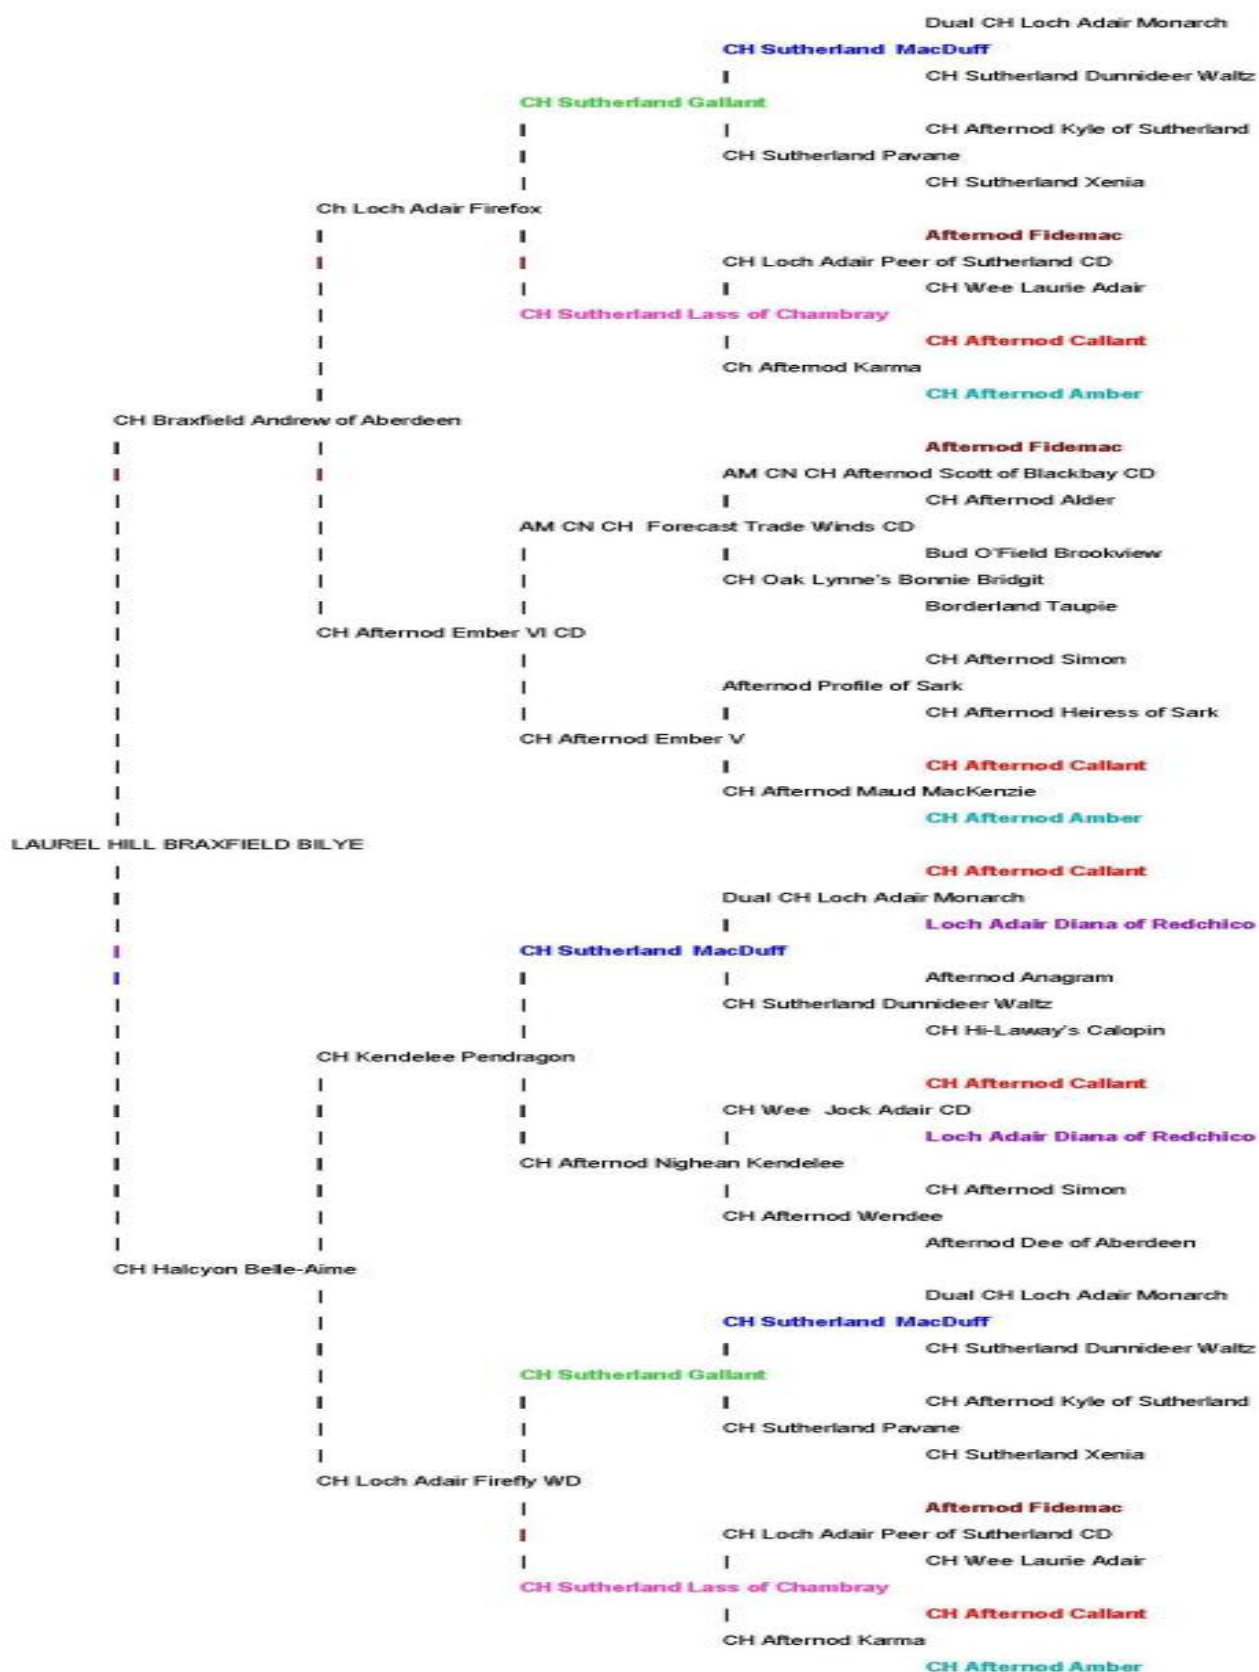 Dual CH Loch Adair Monarch
CH Sutherland MacDuff
CH Sutherland Dunnideer Waltz
CH Sutherland Gallant
CH Afternod Kyle of Sutherland
CH Sutherland Pavane
CH Sutherland Xenia
Ch Loch Adair Firefox
Afternod Fidemac
CH Loch Adair Peer of Sutherland CD
CH Wee Laurie Adair
CH Sutherland Lass of Chambray
CH Afternod Callant
Ch Afternod Karma
CH Afternod Amber
CH Braxfield Andrew of Aberdeen
Afternod Fidemac
AM CN CH Afternod Scott of Blackbay CD
CH Afternod Alder
AM CN CH Forecast Trade Winds CD
Bud O'Field Brookview
CH Oak Lynne's Bonnie Bridgit
Borderland Taupie
CH Afternod Ember VI CD
CH Afternod Simon
Afternod Profile of Sark
CH Afternod Heiress of Sark
CH Afternod Ember V
CH Afternod Callant
CH Afternod Maud MacKenzie
CH Afternod Amber
LAUREL HILL BRAXFIELD BILYE
CH Afternod Callant
Dual CH Loch Adair Monarch
Loch Adair Diana of Redchico
CH Sutherland MacDuff
Afternod Anagram
CH Sutherland Dunnideer Waltz
CH Hi-Laway's Calopin
CH Kendelee Pendragon
CH Afternod Callant
CH Wee Jock Adair CD
Loch Adair Diana of Redchico
CH Afternod Nighean Kendelee
CH Afternod Simon
CH Afternod Wendee
Afternod Dee of Aberdeen
CH Halcyon Belle-Aime
Dual CH Loch Adair Monarch
CH Sutherland MacDuff
CH Sutherland Dunnideer Waltz
CH Sutherland Gallant
CH Afternod Kyle of Sutherland
CH Sutherland Pavane
CH Sutherland Xenia
CH Loch Adair Firefly WD
Afternod Fidemac
CH Loch Adair Peer of Sutherland CD
CH Wee Laurie Adair
CH Sutherland Lass of Chambray
CH Afternod Callant
CH Afternod Karma
CH Afternod Amber